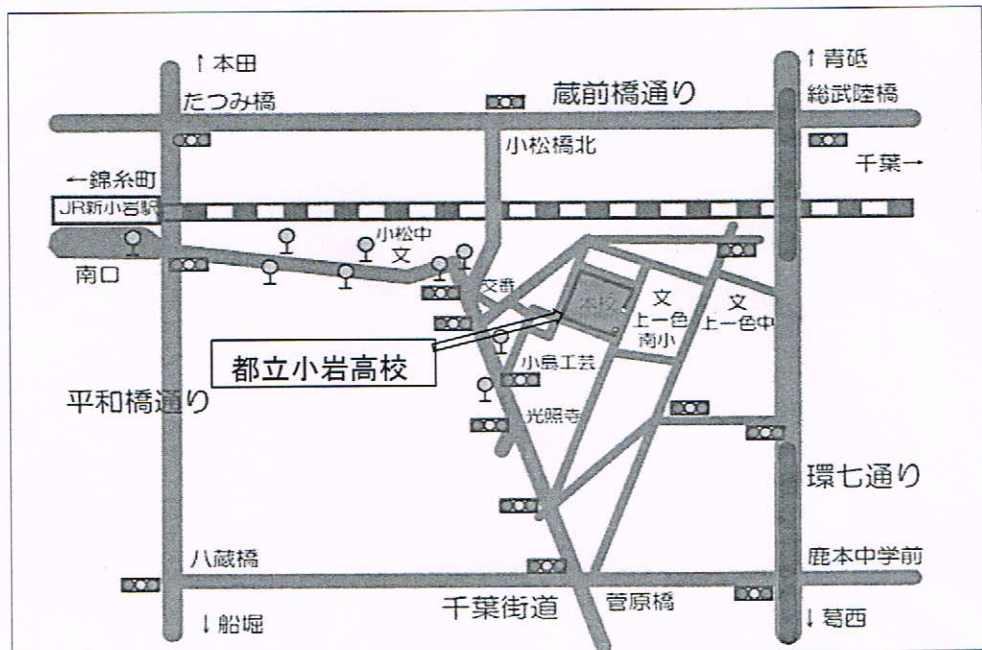 ↑本田
↑青砥
たつみ橋
蔵前橋通り
総武陸橋
小松橋北
千葉→
←錦糸町
JR新小岩駅
小松中
文
南口
交番
本校
文
上一色
南小
文
上一色中
都立小岩高校
小島工芸
平和橋通り
光照寺
環七通り
八蔵橋
鹿本中学前
千葉街道
菅原橋
↓船堀
↓葛西